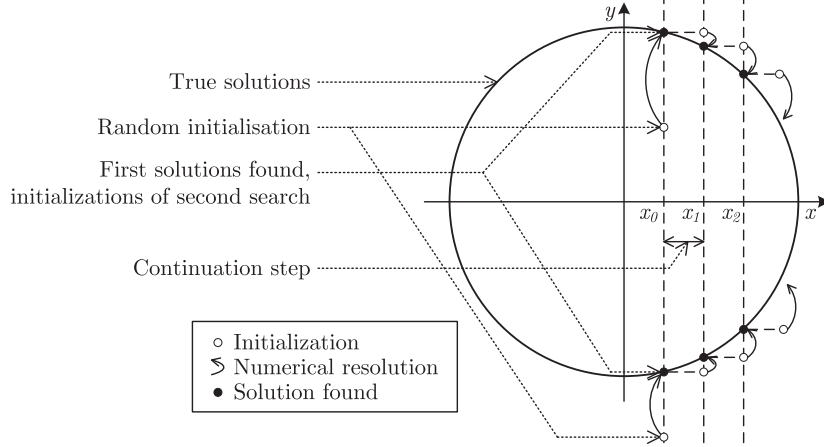 y
True solutions
Random initialisation
First solutions found,
initializations of second search
x0 x1 x2 x
Continuation step
Initialization
Numerical resolution
Solution found